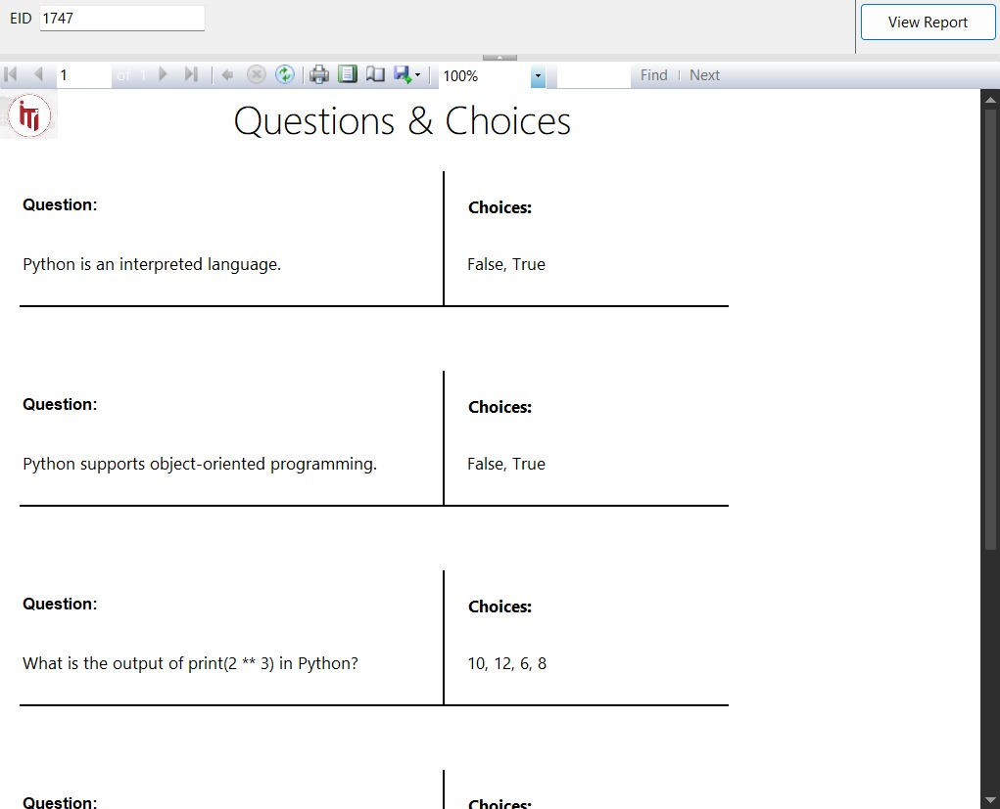 EID 1747 View Report
1 of 1 100% Find Next
iTi
Questions & Choices
Question: Choices:
Python is an interpreted language. False, True
Question: Choices:
Python supports object-oriented programming. False, True
Question: Choices:
What is the output of print(2 ** 3) in Python? 10, 12, 6, 8
Question: Choices: